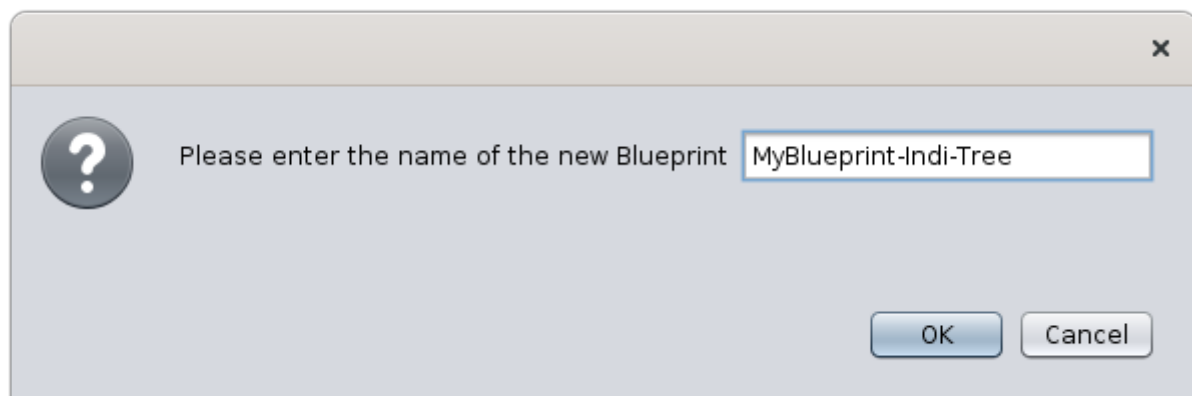 Please enter the name of the new Blueprint MyBlueprint-Indi-Tree
OK Cancel